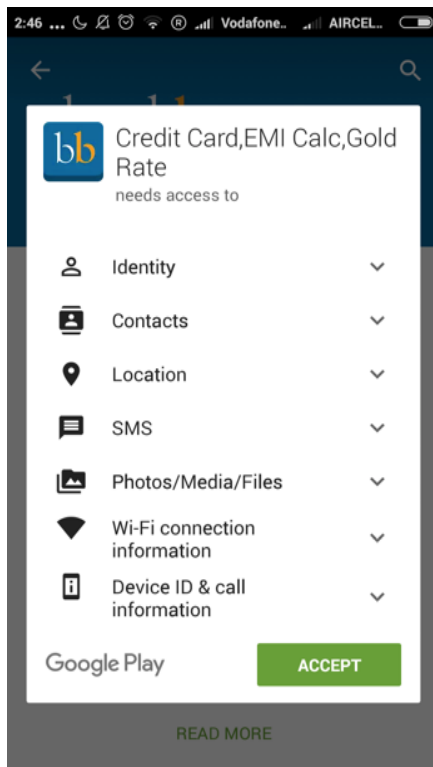 2:46 ... Vodafone.. AIRCEL..
bb
Credit Card,EMI Calc,Gold
Rate
needs access to
Identity
Contacts
Location
SMS
Photos/Media/Files
Wi-Fi connection
information
Device ID & call
information
Google Play
ACCEPT
READ MORE